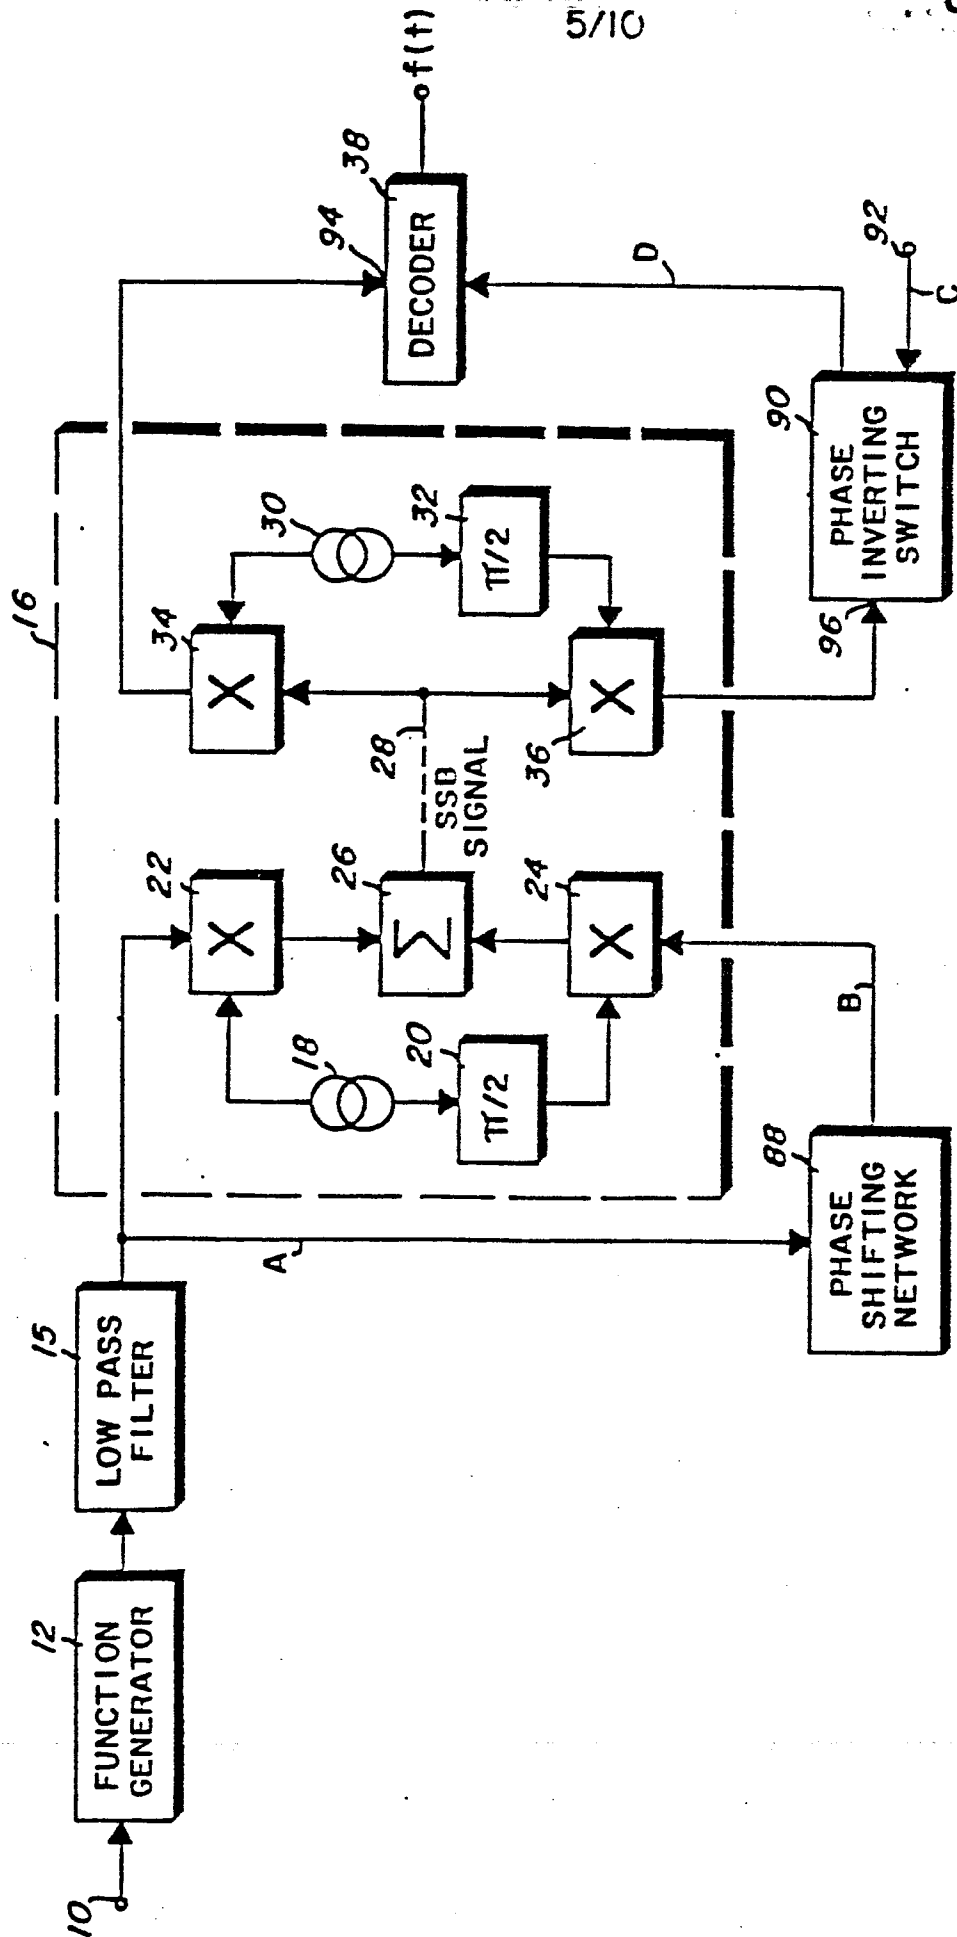 5/10
10
12
FUNCTION
GENERATOR
15
LOW PASS
FILTER
A
88
PHASE
SHIFTING
NETWORK
B
16
18
20
π/2
22
X
24
X
26
Σ
28
SSB
SIGNAL
30
32
π/2
34
X
36
X
94
38
DECODER
f(t)
D
90
PHASE
INVERTING
SWITCH
96
92
C